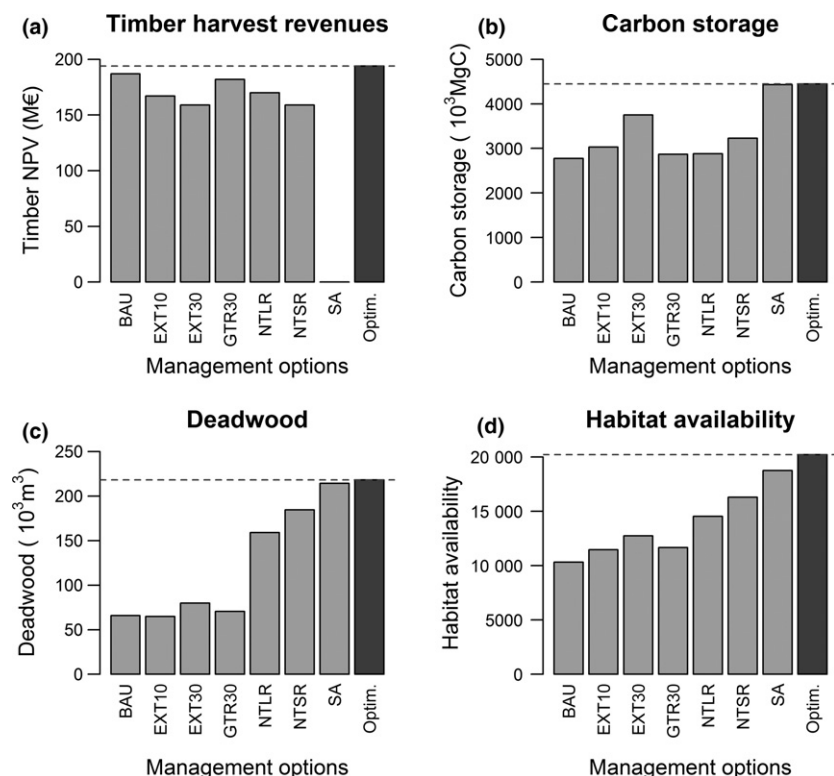 (a) Timber harvest revenues
Timber NPV (M€)
200
150
100
50
0
BAU
EXT10
EXT30
GTR30
NTLR
NTSR
SA
Optim.
Management options
(b) Carbon storage
Carbon storage ( 10³MgC)
5000
4000
3000
2000
1000
0
BAU
EXT10
EXT30
GTR30
NTLR
NTSR
SA
Optim.
Management options
(c) Deadwood
Deadwood ( 10³m³)
250
200
150
100
50
0
BAU
EXT10
EXT30
GTR30
NTLR
NTSR
SA
Optim.
Management options
(d) Habitat availability
Habitat availability
20 000
15 000
10 000
5000
0
BAU
EXT10
EXT30
GTR30
NTLR
NTSR
SA
Optim.
Management options